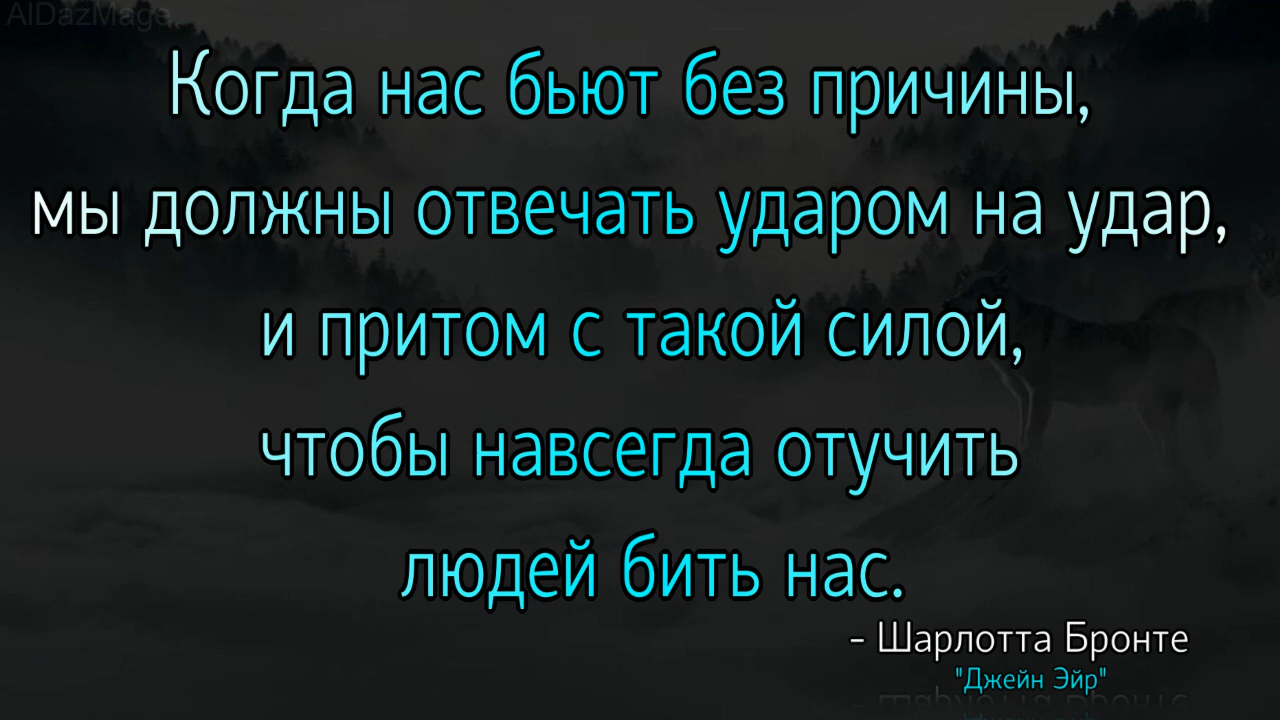 AlDazMage
Когда нас бьют без причины,
мы должны отвечать ударом на удар,
и притом с такой силой,
чтобы навсегда отучить
людей бить нас.
- Шарлотта Бронте
"Джейн Эйр"